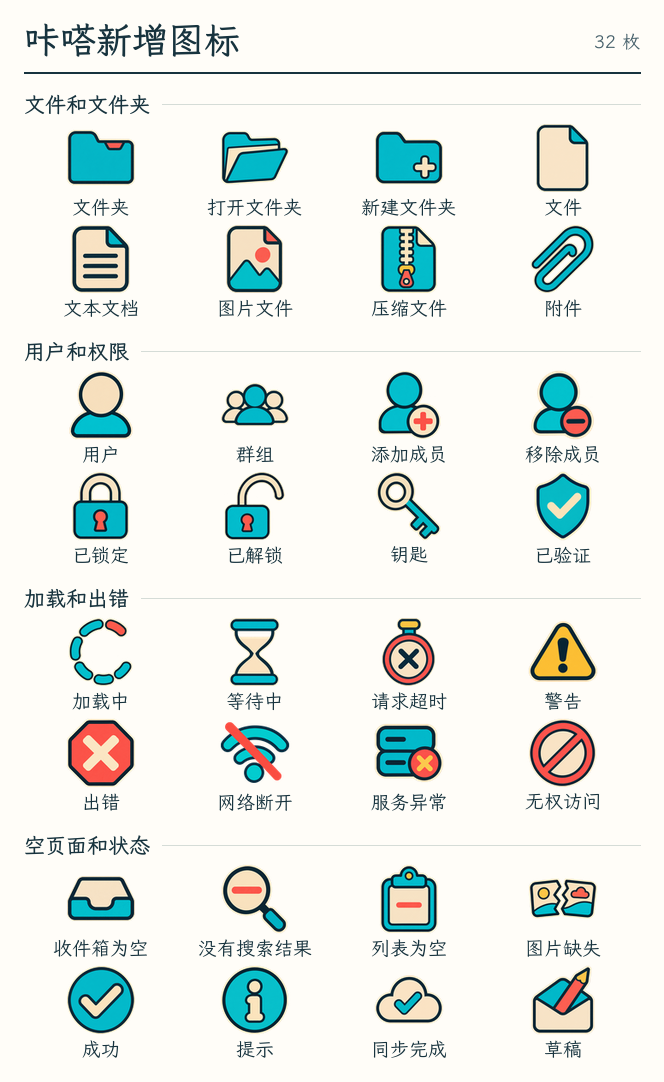 咔嗒新增图标
32 枚
文件和文件夹
文件夹 打开文件夹 新建文件夹 文件
文本文档 图片文件 压缩文件 附件
用户和权限
用户 群组 添加成员 移除成员
已锁定 已解锁 钥匙 已验证
加载和出错
加载中 等待中 请求超时 警告
出错 网络断开 服务异常 无权访问
空页面和状态
收件箱为空 没有搜索结果 列表为空 图片缺失
成功 提示 同步完成 草稿